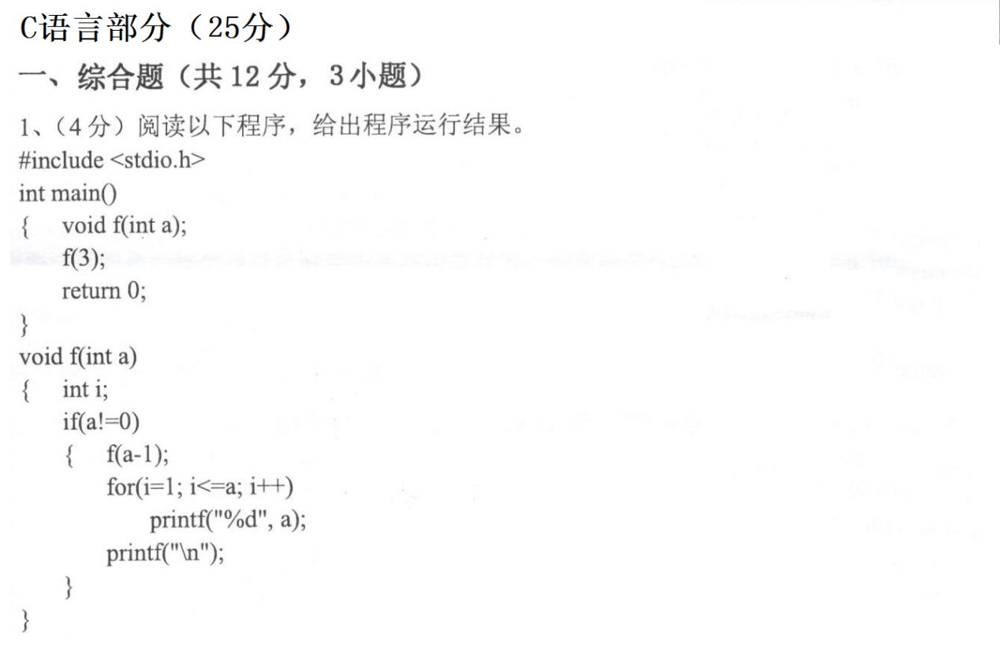 C语言部分（25分）
一、综合题（共 12 分，3 小题）
1、（4 分）阅读以下程序，给出程序运行结果。
#include <stdio.h>
int main()
{    void f(int a);
f(3);
return 0;
}
void f(int a)
{    int i;
if(a!=0)
{    f(a-1);
for(i=1; i<=a; i++)
printf("%d", a);
printf("\n");
}
}